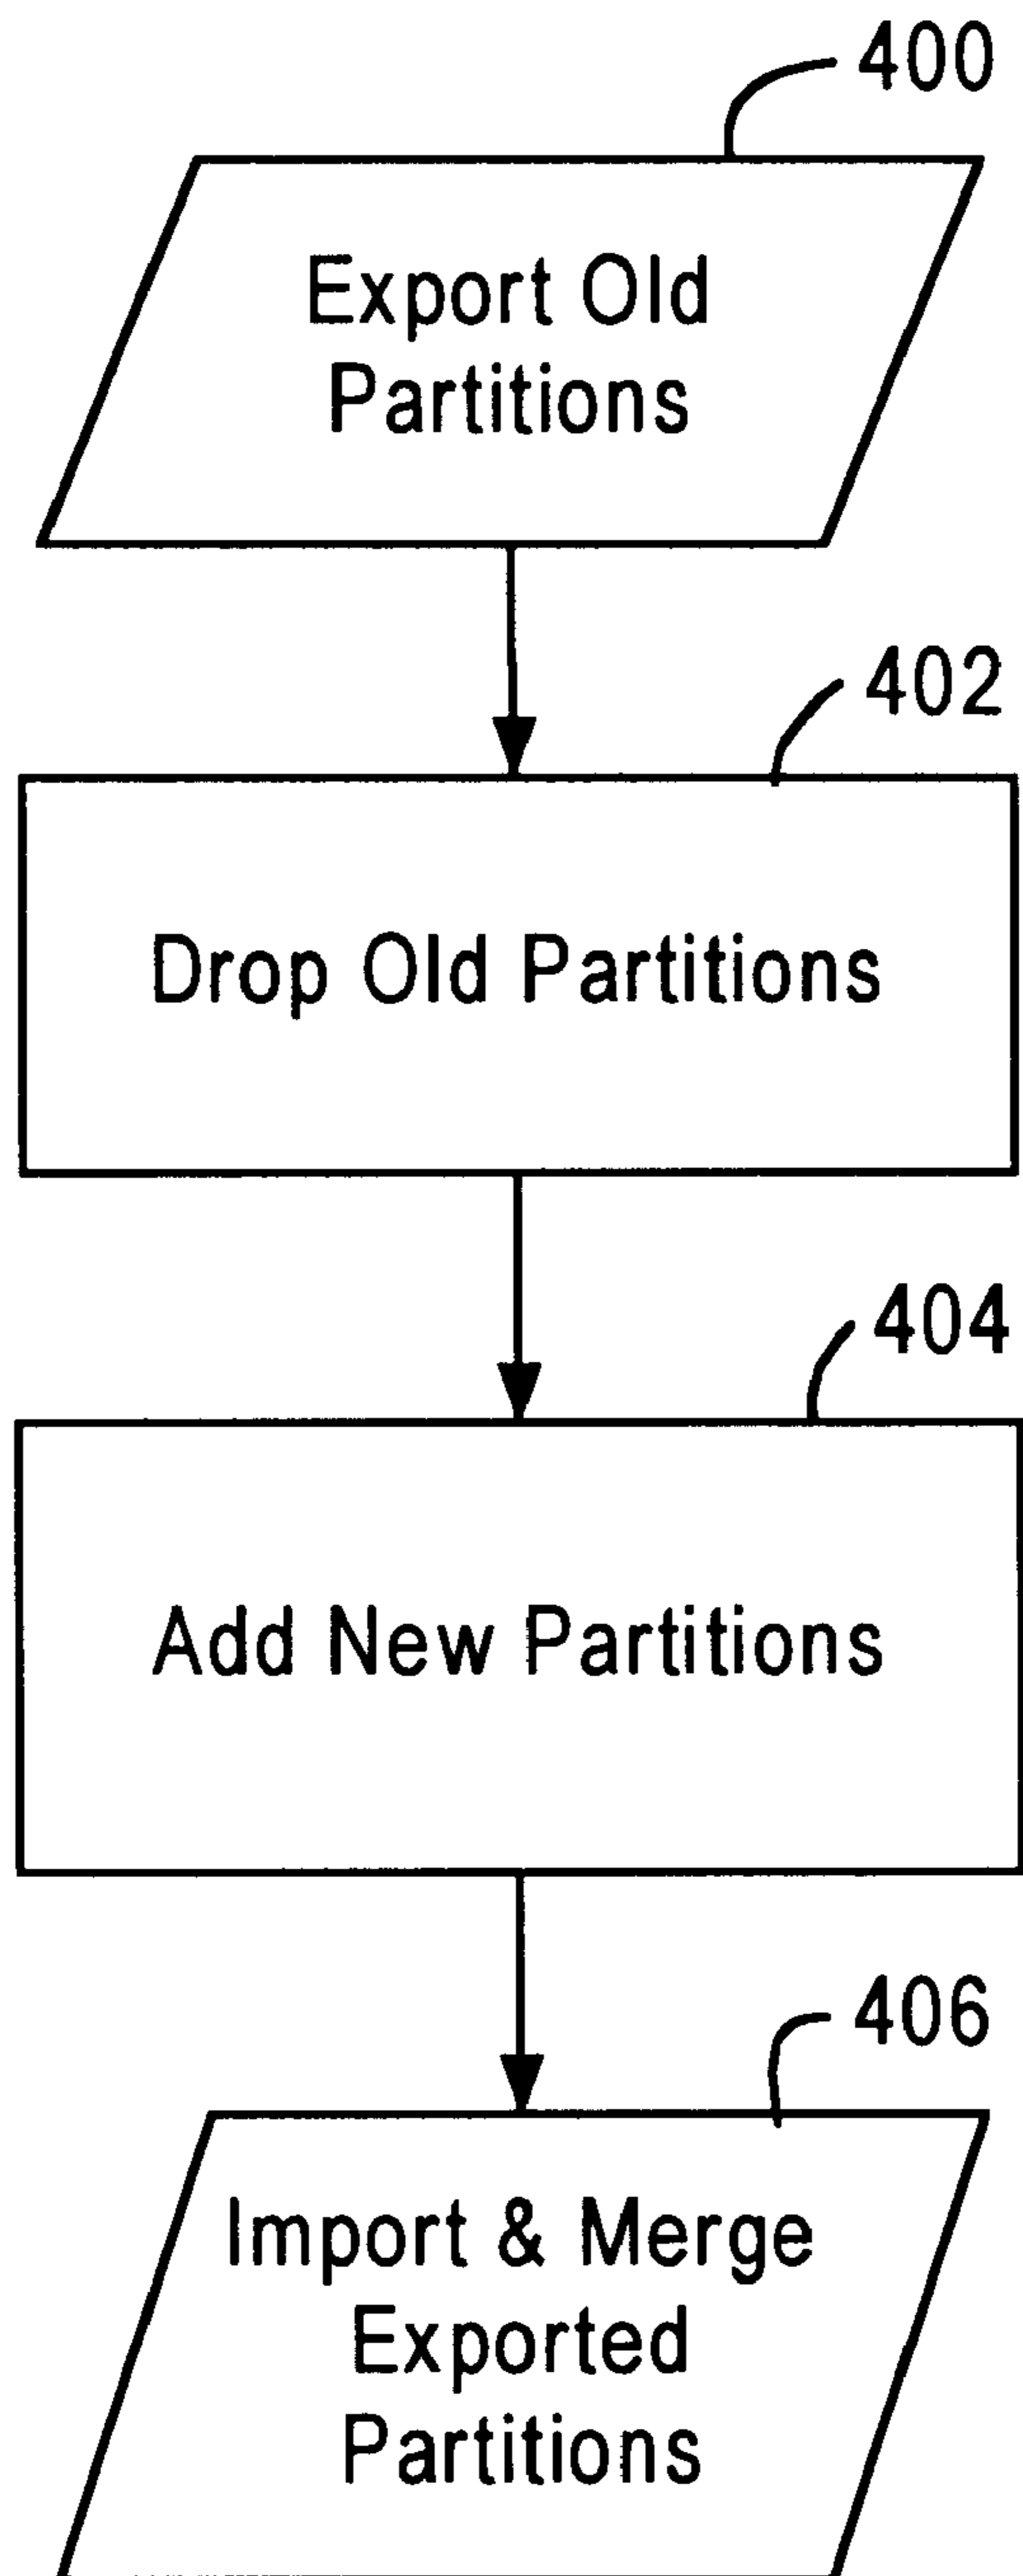 400
Export Old
Partitions
402
Drop Old Partitions
404
Add New Partitions
406
Import & Merge
Exported
Partitions